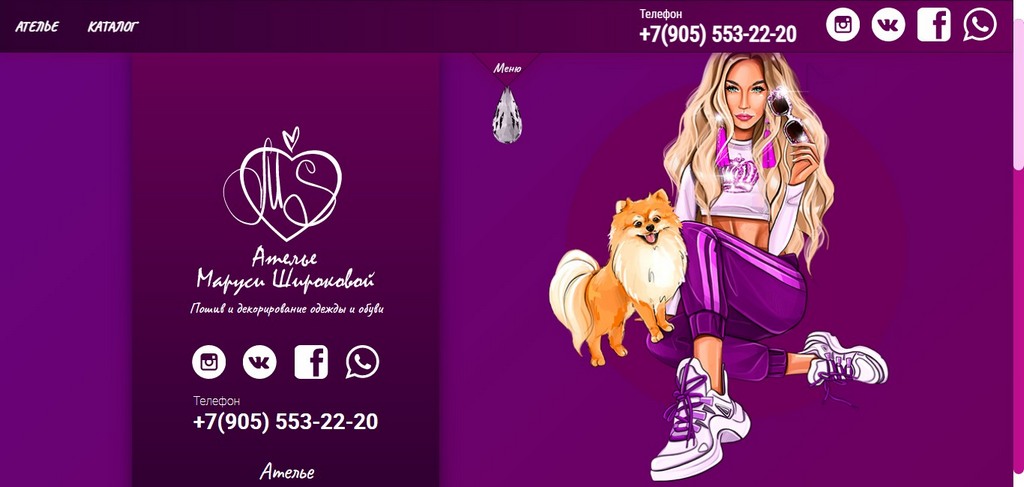 АТЕЛЬЕ
КАТАЛОГ
Телефон
+7(905) 553-22-20
Меню
MS
Ателье
Маруси Широковой
Пошив и декорирование одежды и обуви
Телефон
+7(905) 553-22-20
Ателье